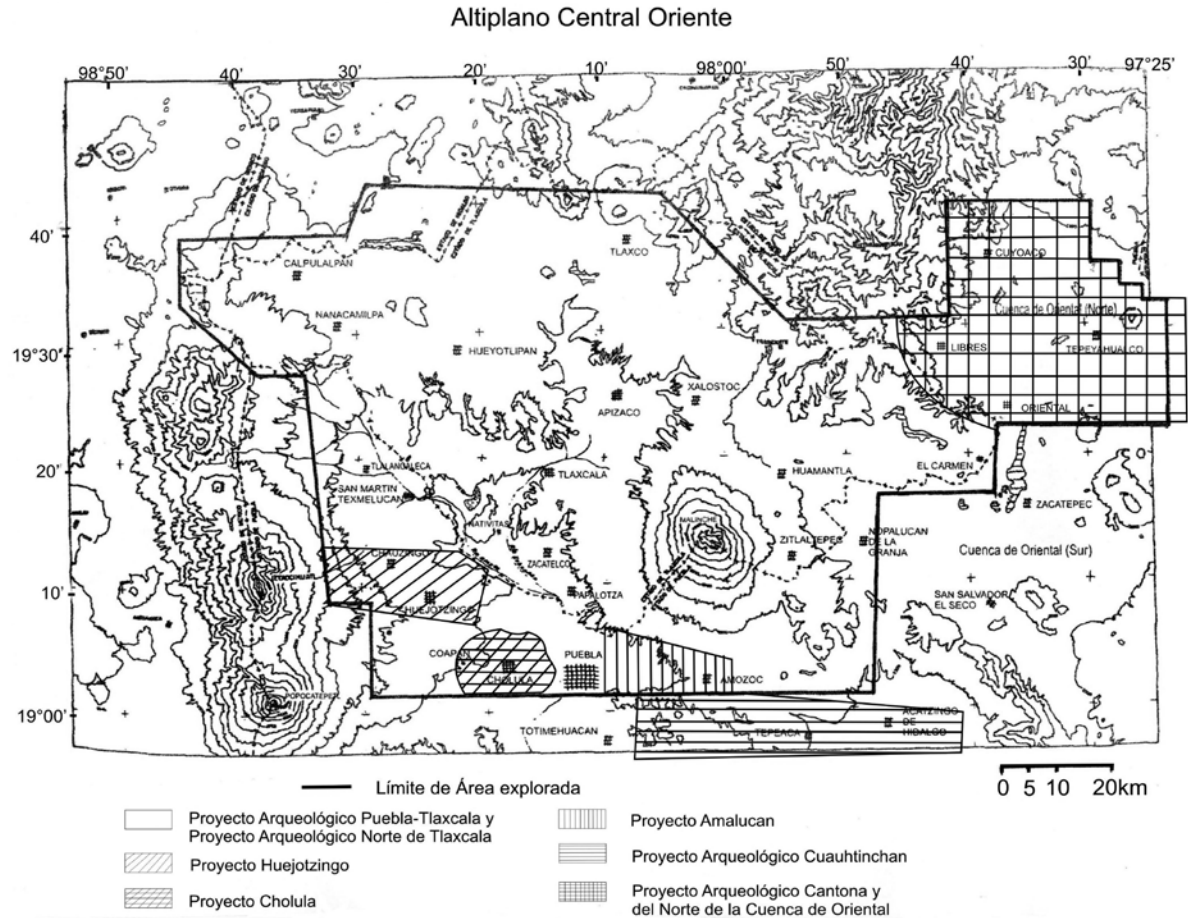 Altiplano Central Oriente
98°50' 40' 30' 20' 10' 98°00' 50' 40' 30' 97°25'
40'
TLAXCO
CUYOACO
CALPULALPAN
Cuenca de Oriental (Norte)
NANACAMILPA
TEPEYAHUALCO
19°30'
HUEYOTLIPAN
LIBRES
XALOSTOC
APIZACO
ORIENTAL
20'
TLALANCALECA
TLAXCALA
HUAMANTLA
EL CARMEN
SAN MARTIN
TEXMELUCAN
ZACATEPEC
NATIVITAS
MALINCHE
ZITLALTEPEC
NOPALUCAN
DE LA
GRANJA
Cuenca de Oriental (Sur)
CHAUZINGO
ZACATELCO
10'
PAPALOTZA
SAN SALVADOR
EL SECO
HUEJOTZINGO
COAPAN
PUEBLA
CHOLULA
AMOZOC
POPOCATEPETL
19°00'
ACATZINGO
DE
HIDALGO
TOTIMEHUACAN
TEPEACA
Límite de Área explorada
0 5 10 20km
Proyecto Arqueológico Puebla-Tlaxcala y
Proyecto Arqueológico Norte de Tlaxcala
Proyecto Huejotzingo
Proyecto Cholula
Proyecto Amalucan
Proyecto Arqueológico Cuauhtinchan
Proyecto Arqueológico Cantona y
del Norte de la Cuenca de Oriental